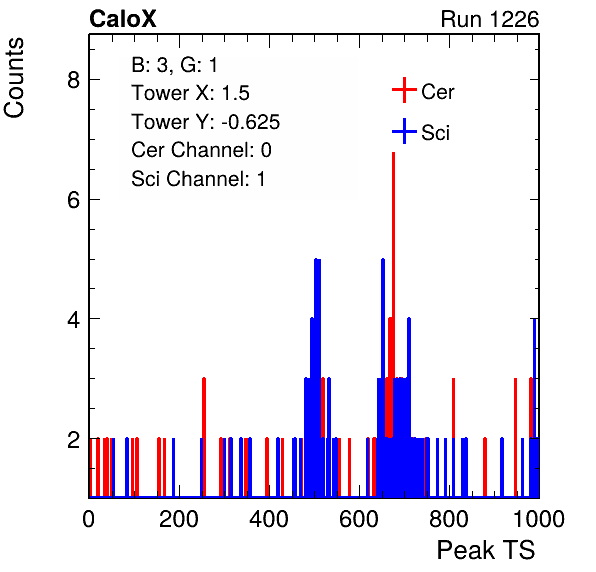 CaloX Run 1226
Counts
B: 3, G: 1
Tower X: 1.5
Tower Y: -0.625
Cer Channel: 0
Sci Channel: 1
Cer
Sci
8
6
4
2
0 200 400 600 800 1000
Peak TS